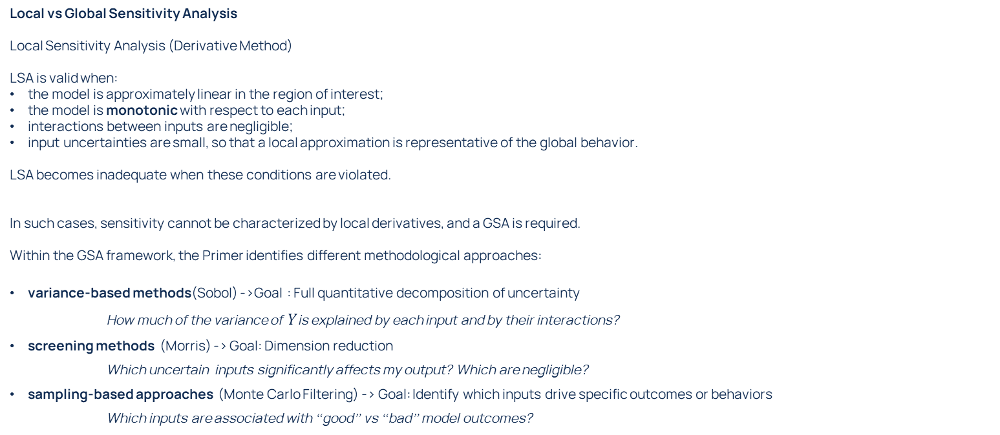 Local vs Global Sensitivity Analysis
Local Sensitivity Analysis (Derivative Method)
LSA is valid when:
• the model is approximately linear in the region of interest;
• the model is monotonic with respect to each input;
• interactions between inputs are negligible;
• input uncertainties are small, so that a local approximation is representative of the global behavior.
LSA becomes inadequate when these conditions are violated.
In such cases, sensitivity cannot be characterized by local derivatives, and a GSA is required.
Within the GSA framework, the Primer identifies different methodological approaches:
• variance-based methods (Sobol) -> Goal : Full quantitative decomposition of uncertainty
How much of the variance of Y is explained by each input and by their interactions?
• screening methods (Morris) -> Goal: Dimension reduction
Which uncertain inputs significantly affects my output? Which are negligible?
• sampling-based approaches (Monte Carlo Filtering) -> Goal: Identify which inputs drive specific outcomes or behaviors
Which inputs are associated with “good” vs “bad” model outcomes?